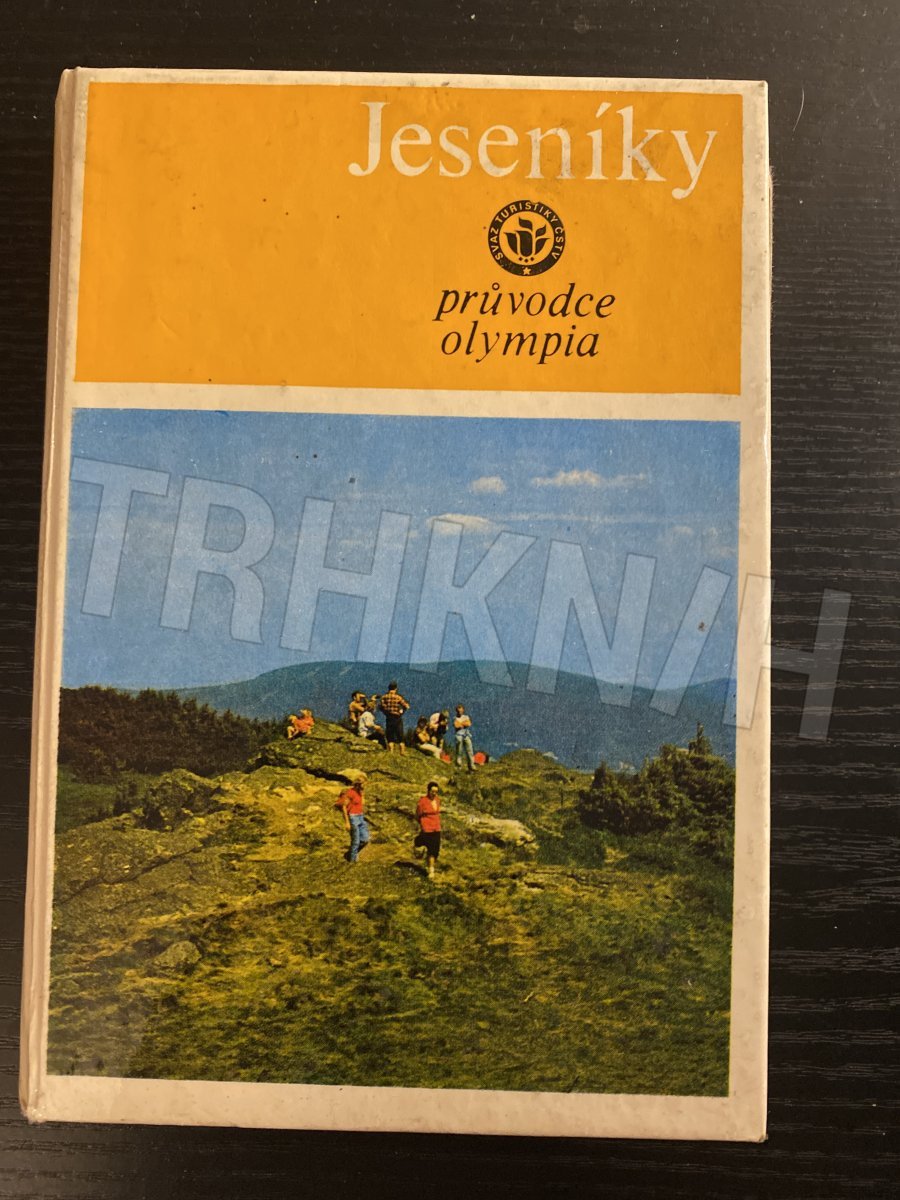 Jeseníky
SVAZ TURISTIKY ČSTV
průvodce
olympia
TRHKNIH